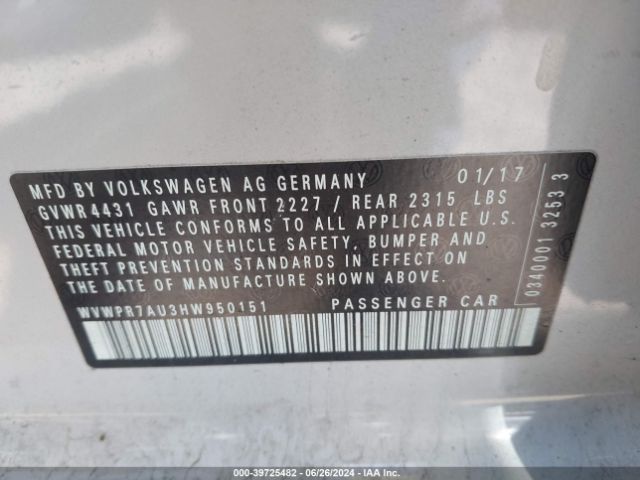 MFD BY VOLKSWAGEN AG GERMANY 01/17
GVWR 4431 GAWR FRONT 2227 / REAR 2315 LBS
THIS VEHICLE CONFORMS TO ALL APPLICABLE U.S.
FEDERAL MOTOR VEHICLE SAFETY, BUMPER AND
THEFT PREVENTION STANDARDS IN EFFECT ON
THE DATE OF MANUFACTURE SHOWN ABOVE.
WVWPR7AU3HW950151 PASSENGER CAR
0340001 32533
000-39725482 - 06/26/2024 - IAA Inc.